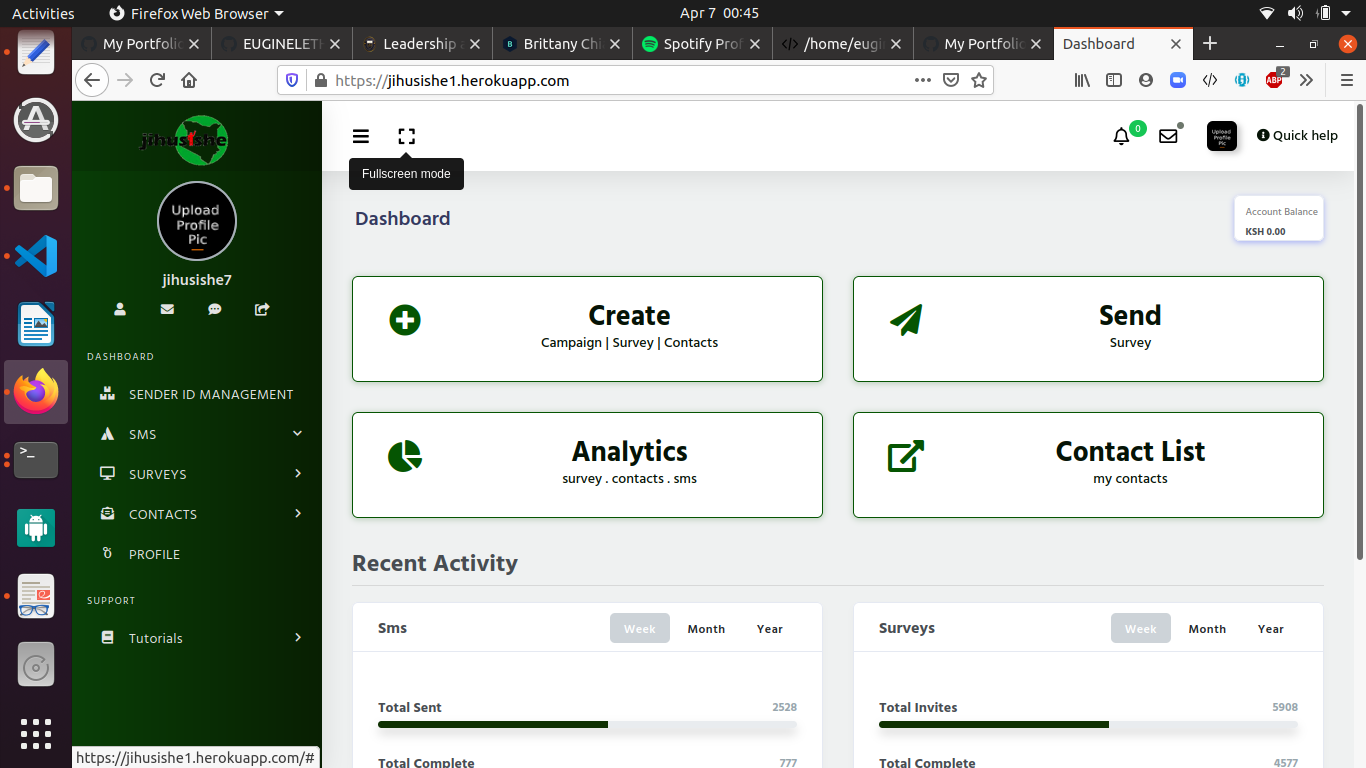 Activities
Firefox Web Browser
Apr 7 00:45
My Portfolio
EUGINELETH
Leadership a
Brittany Chi
Spotify Prof
/home/eugi
My Portfolio
Dashboard
https://jihusishe1.herokuapp.com
ABP
2
jihusishe
0
Upload Profile Pic
Quick help
Fullscreen mode
Upload
Profile
Pic
jihusishe7
Dashboard
Account Balance
KSH 0.00
DASHBOARD
SENDER ID MANAGEMENT
SMS
SURVEYS
CONTACTS
PROFILE
SUPPORT
Tutorials
Create
Campaign | Survey | Contacts
Send
Survey
Analytics
survey . contacts . sms
Contact List
my contacts
Recent Activity
Sms
Week Month Year
Surveys
Week Month Year
Total Sent 2528
Total Invites 5908
Total Complete 777
Total Complete 4577
https://jihusishe1.herokuapp.com/#